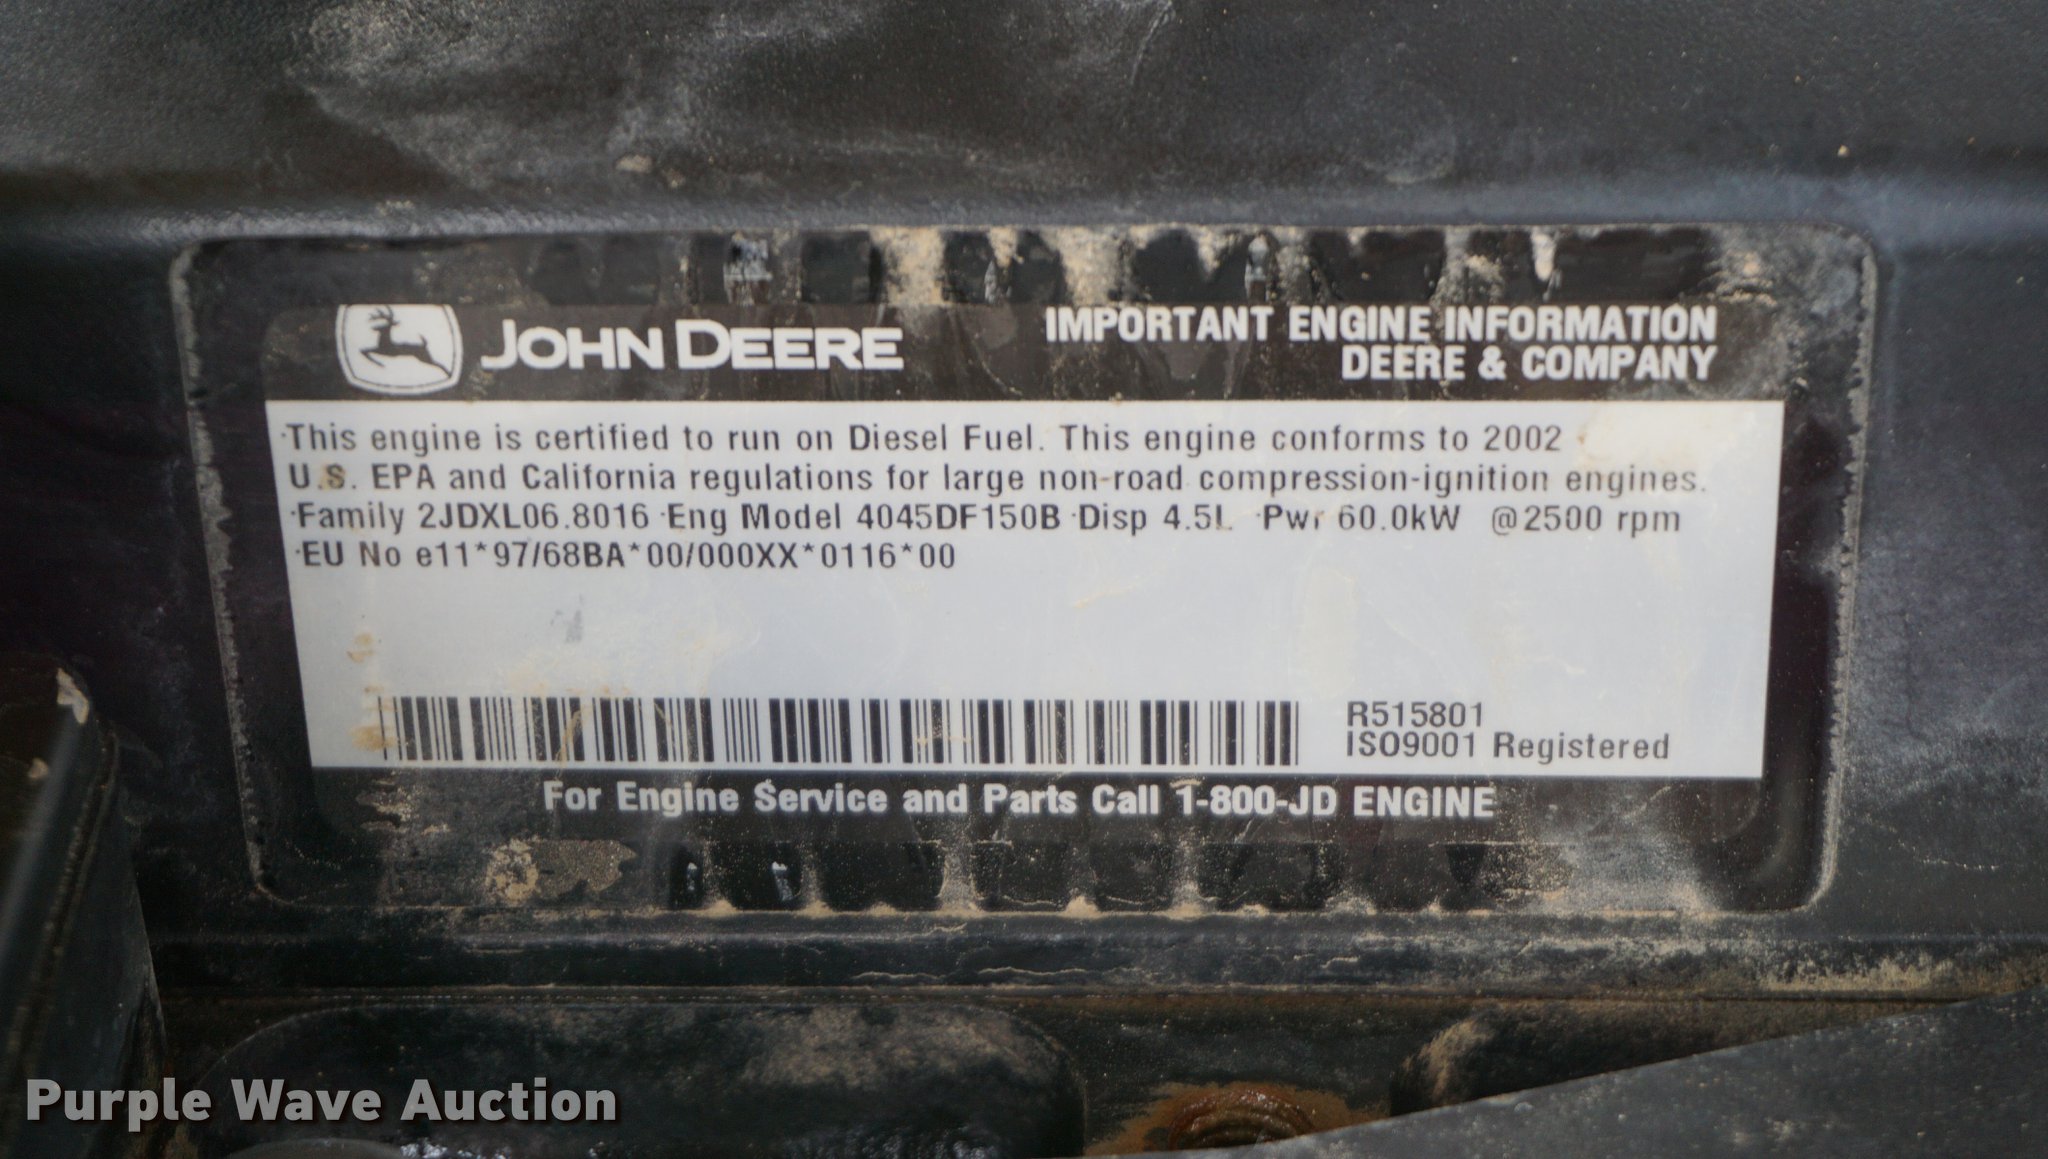 JOHN DEERE
IMPORTANT ENGINE INFORMATION
DEERE & COMPANY
·This engine is certified to run on Diesel Fuel. This engine conforms to 2002
U.S. EPA and California regulations for large non-road compression-ignition engines.
·Family 2JDXL06.8016 ·Eng Model 4045DF150B ·Disp 4.5L ·Pwr 60.0kW @2500 rpm
·EU No e11*97/68BA*00/000XX*0116*00
R515801
ISO9001 Registered
For Engine Service and Parts Call 1-800-JD ENGINE
Purple Wave Auction